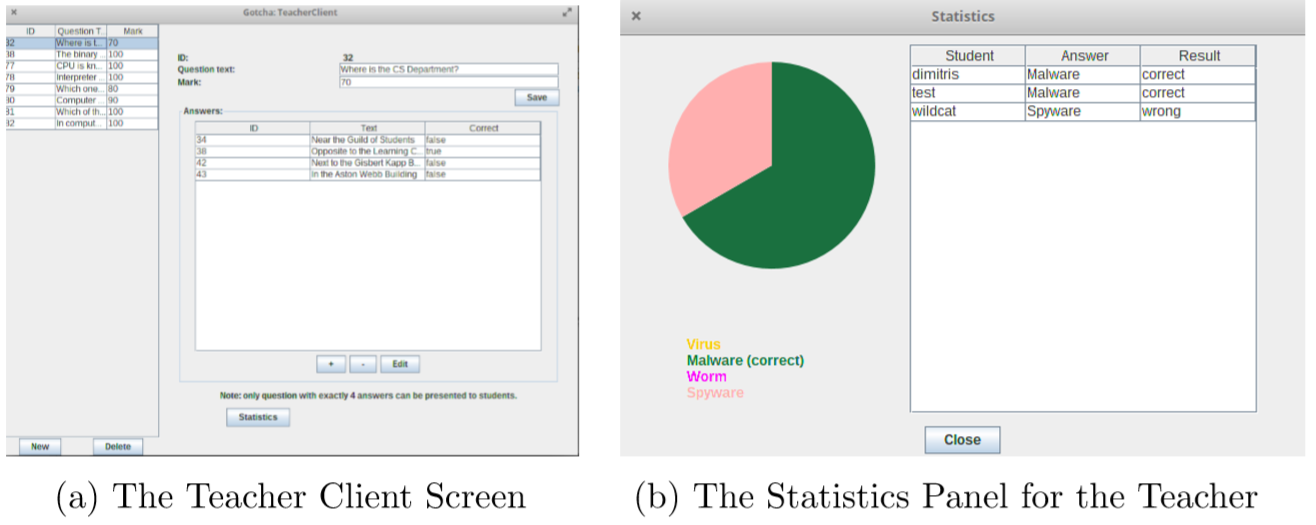 Gotcha: TeacherClient
ID Question T... Mark
32 Where is t... 70
38 The binary ... 100
77 CPU is kn... 100
78 Interpreter ... 100
79 Which one... 80
80 Computer ... 90
81 Which of th... 100
82 In comput... 100
ID: 32
Question text: Where is the CS Department?
Mark: 70
Save
Answers:
ID Text Correct
34 Near the Guild of Students false
38 Opposite to the Learning C... true
42 Next to the Gisbert Kapp B... false
43 In the Aston Webb Building false
+ - Edit
Note: only question with exactly 4 answers can be presented to students.
Statistics
New Delete
(a) The Teacher Client Screen
Statistics
Student Answer Result
dimitris Malware correct
test Malware correct
wildcat Spyware wrong
Virus
Malware (correct)
Worm
Spyware
Close
(b) The Statistics Panel for the Teacher